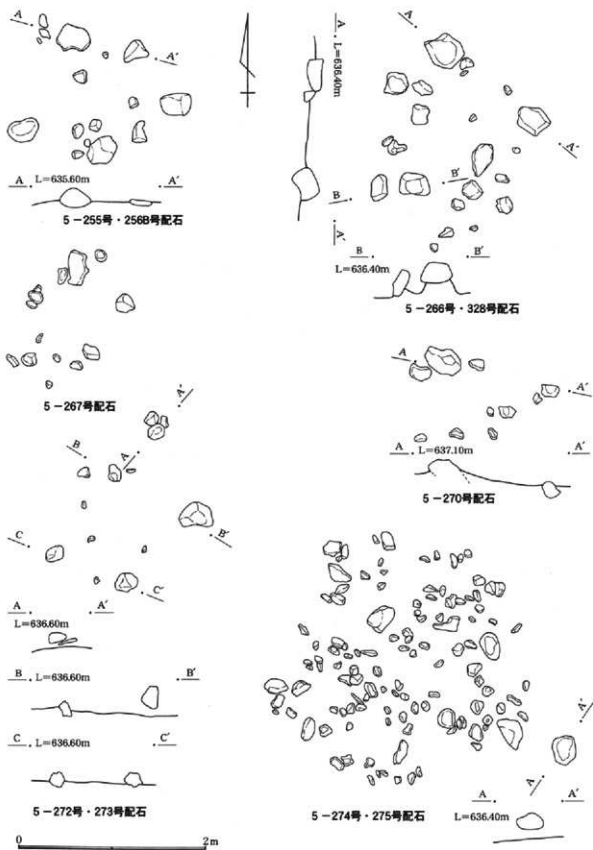 A
A'
A L=635.60m A'
5－255号・256B号配石
A
L=636.40m
A'
A
A'
B
B'
B
B'
L=636.40m
5－266号・328号配石
5－267号配石
A
A'
A L=637.10m A'
5－270号配石
A'
B
A
B'
C
C'
A A'
L=636.60m
B L=636.60m B'
C L=636.60m C'
5－272号・273号配石
A'
A
A A'
L=636.40m
5－274号・275号配石
0 2m